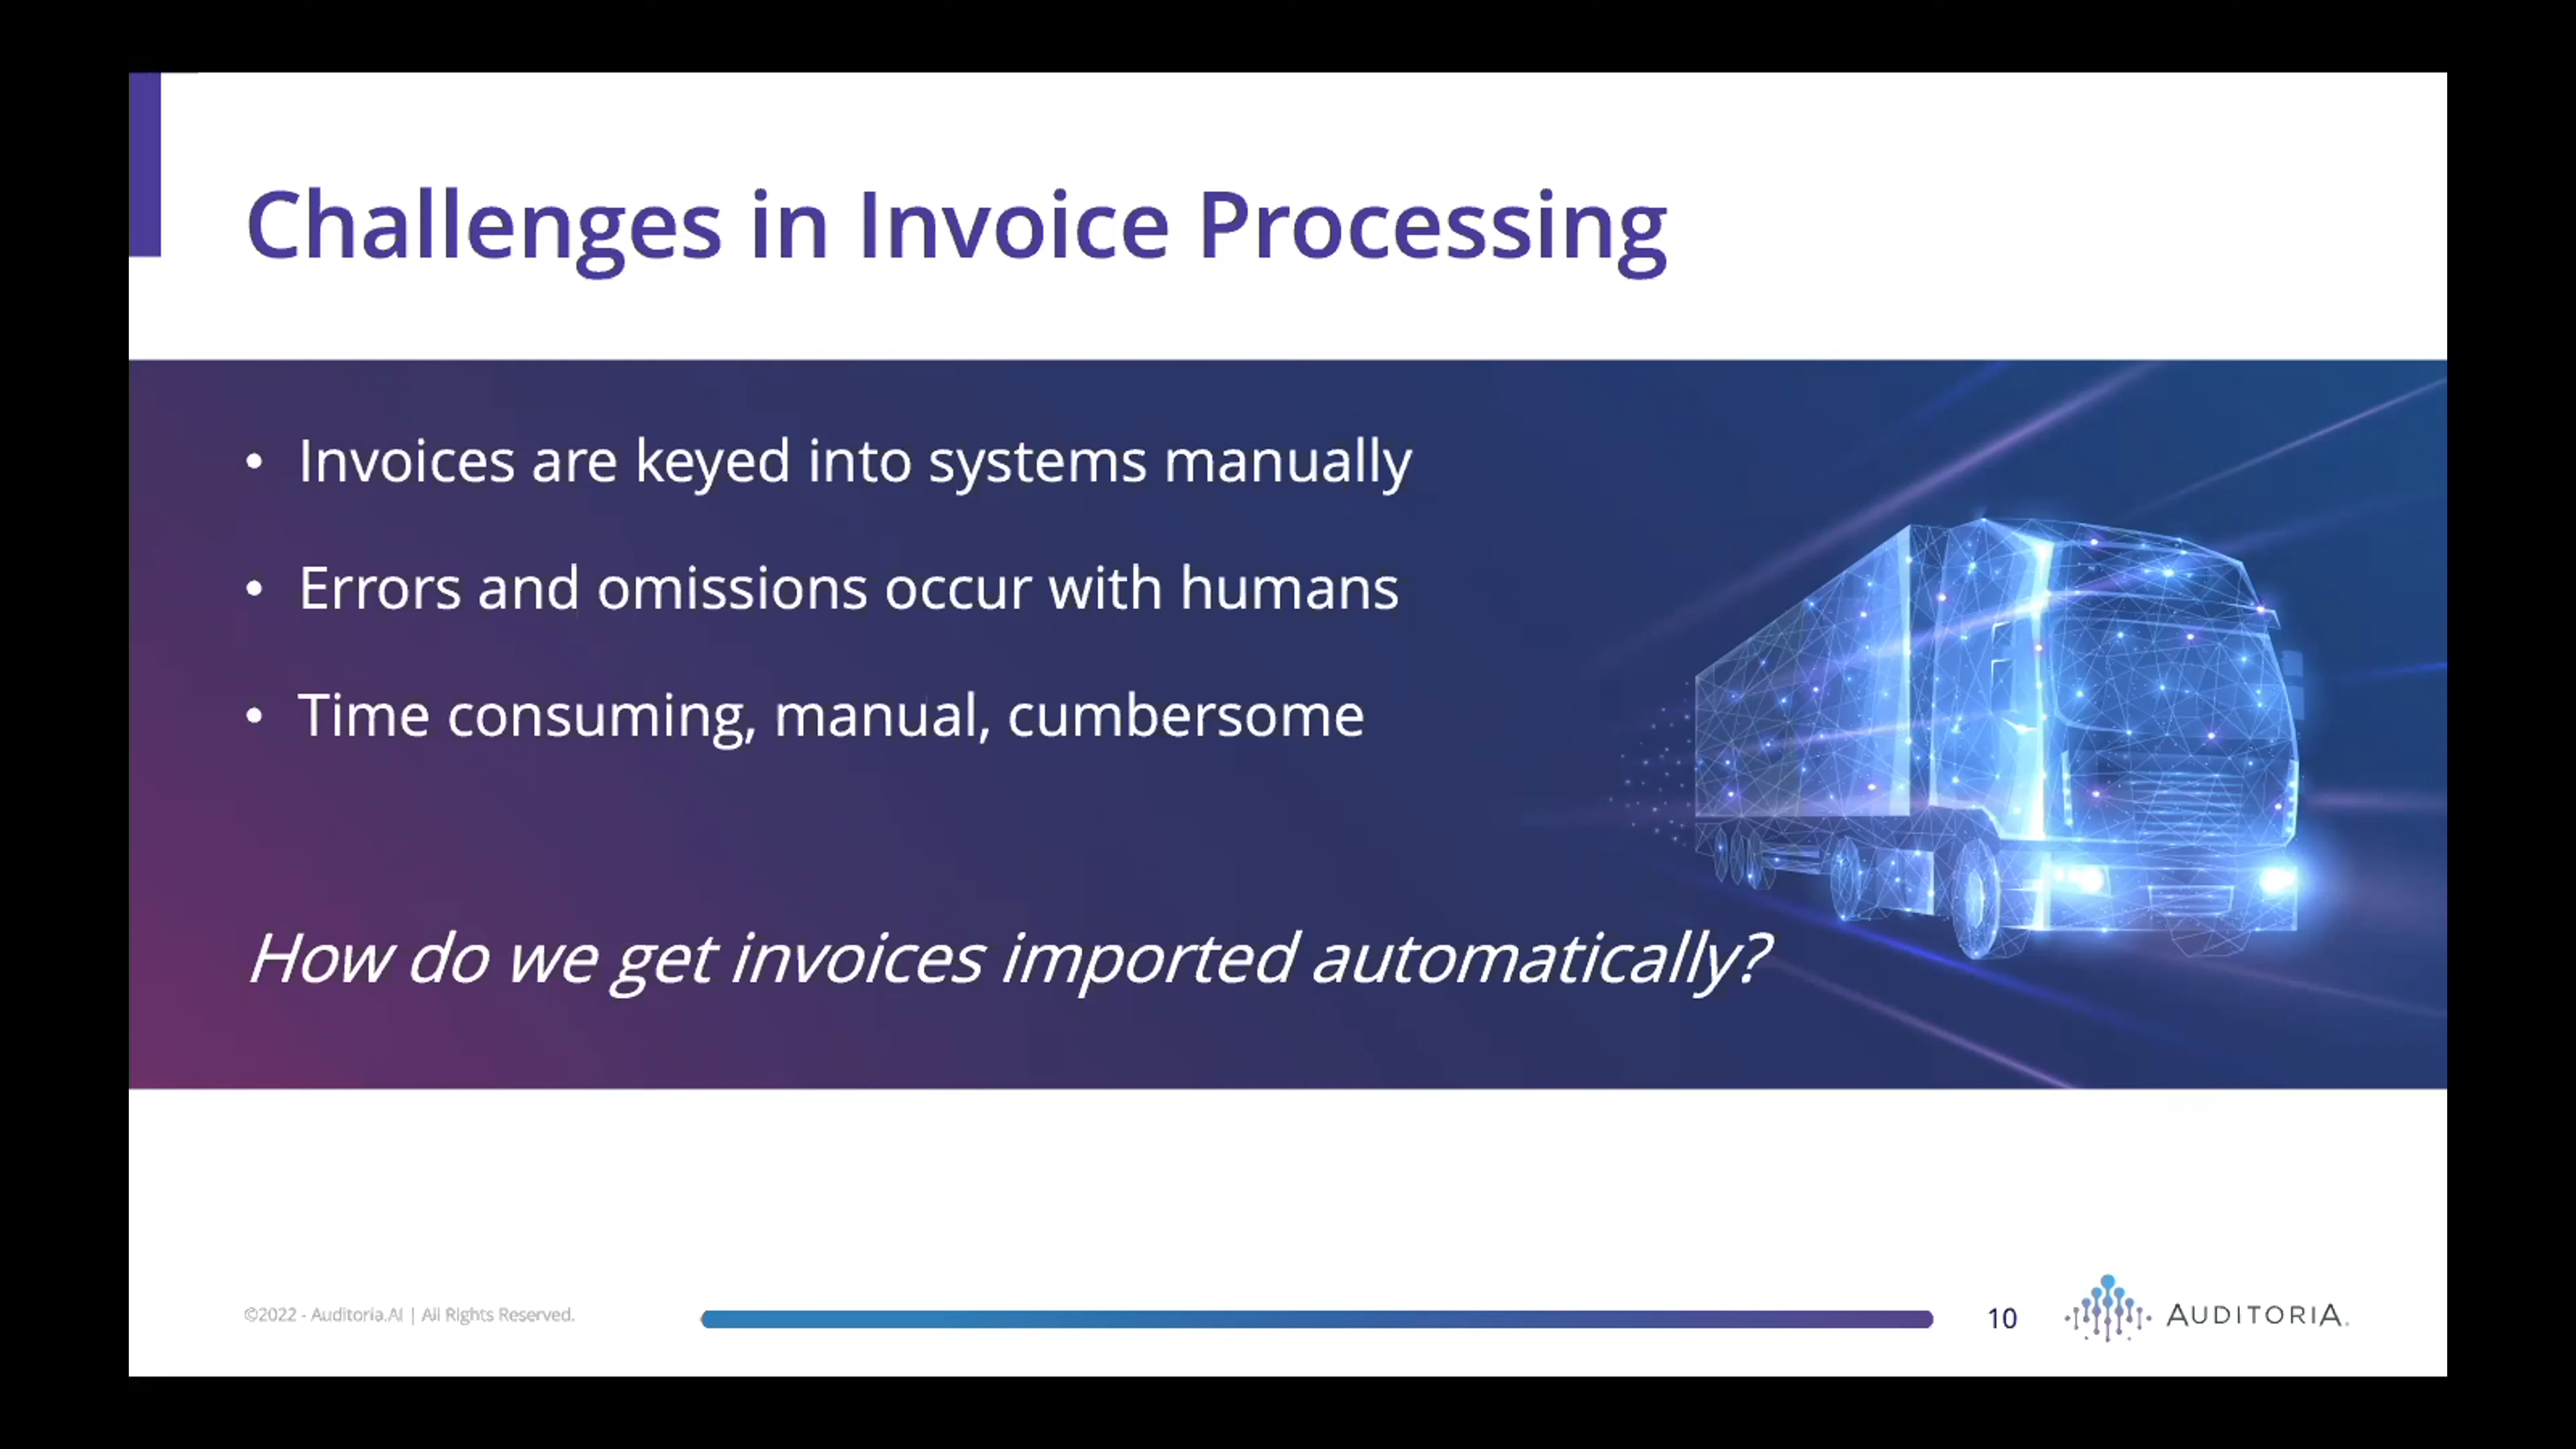 Challenges in Invoice Processing
• Invoices are keyed into systems manually
• Errors and omissions occur with humans
• Time consuming, manual, cumbersome
How do we get invoices imported automatically?
©2022 - Auditoria.AI | All Rights Reserved.
10
AUDITORIA.